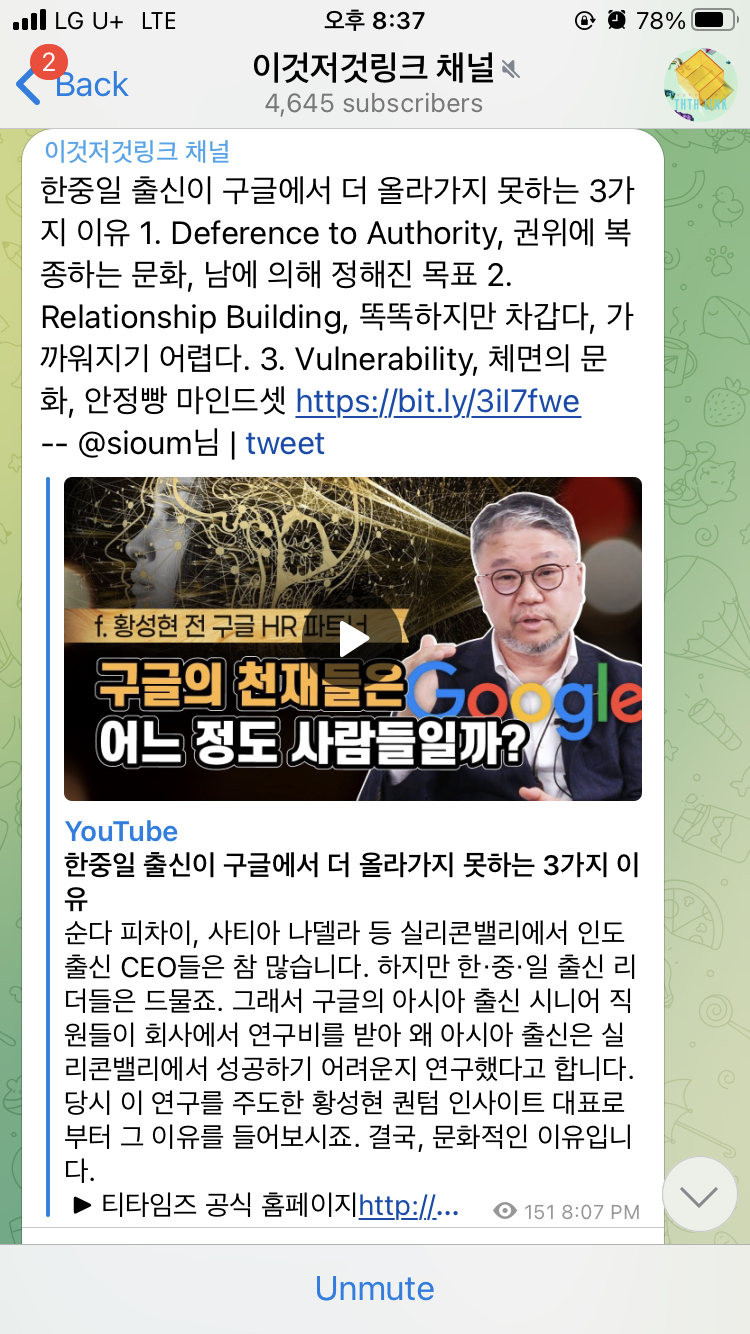 LG U+ LTE 오후 8:37 78%
2
Back
이것저것링크 채널
4,645 subscribers
이것저것링크 채널
한중일 출신이 구글에서 더 올라가지 못하는 3가
지 이유 1. Deference to Authority, 권위에 복
종하는 문화, 남에 의해 정해진 목표 2.
Relationship Building, 똑똑하지만 차갑다, 가
까워지기 어렵다. 3. Vulnerability, 체면의 문
화, 안정빵 마인드셋 https://bit.ly/3iI7fwe
-- @sioum님 | tweet
f. 황성현 전 구글 HR 파트너
구글의 천재들은
Google
어느 정도 사람들일까?
YouTube
한중일 출신이 구글에서 더 올라가지 못하는 3가지 이
유
순다 피차이, 사티아 나델라 등 실리콘밸리에서 인도
출신 CEO들은 참 많습니다. 하지만 한·중·일 출신 리
더들은 드물죠. 그래서 구글의 아시아 출신 시니어 직
원들이 회사에서 연구비를 받아 왜 아시아 출신은 실
리콘밸리에서 성공하기 어려운지 연구했다고 합니다.
당시 이 연구를 주도한 황성현 퀀텀 인사이트 대표로
부터 그 이유를 들어보시죠. 결국, 문화적인 이유입니
다.
▶ 티타임즈 공식 홈페이지http://...
151 8:07 PM
Unmute